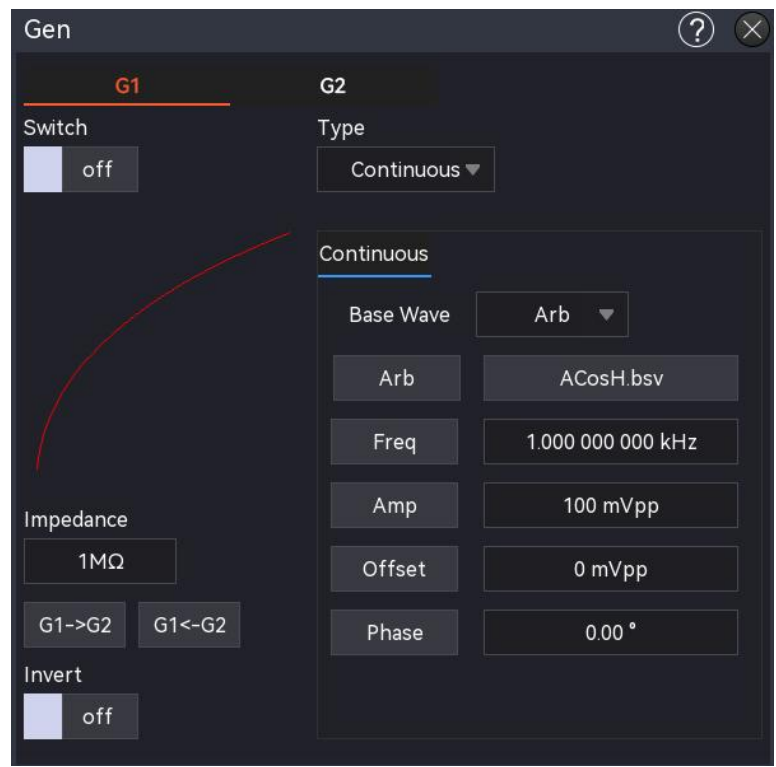 Gen
G1
G2
Switch
off
Type
Continuous
Continuous
Base Wave
Arb
Arb
ACosH.bsv
Freq
1.000 000 000 kHz
Amp
100 mVpp
Offset
0 mVpp
Phase
0.00 °
Impedance
1MΩ
G1->G2
G1<-G2
Invert
off